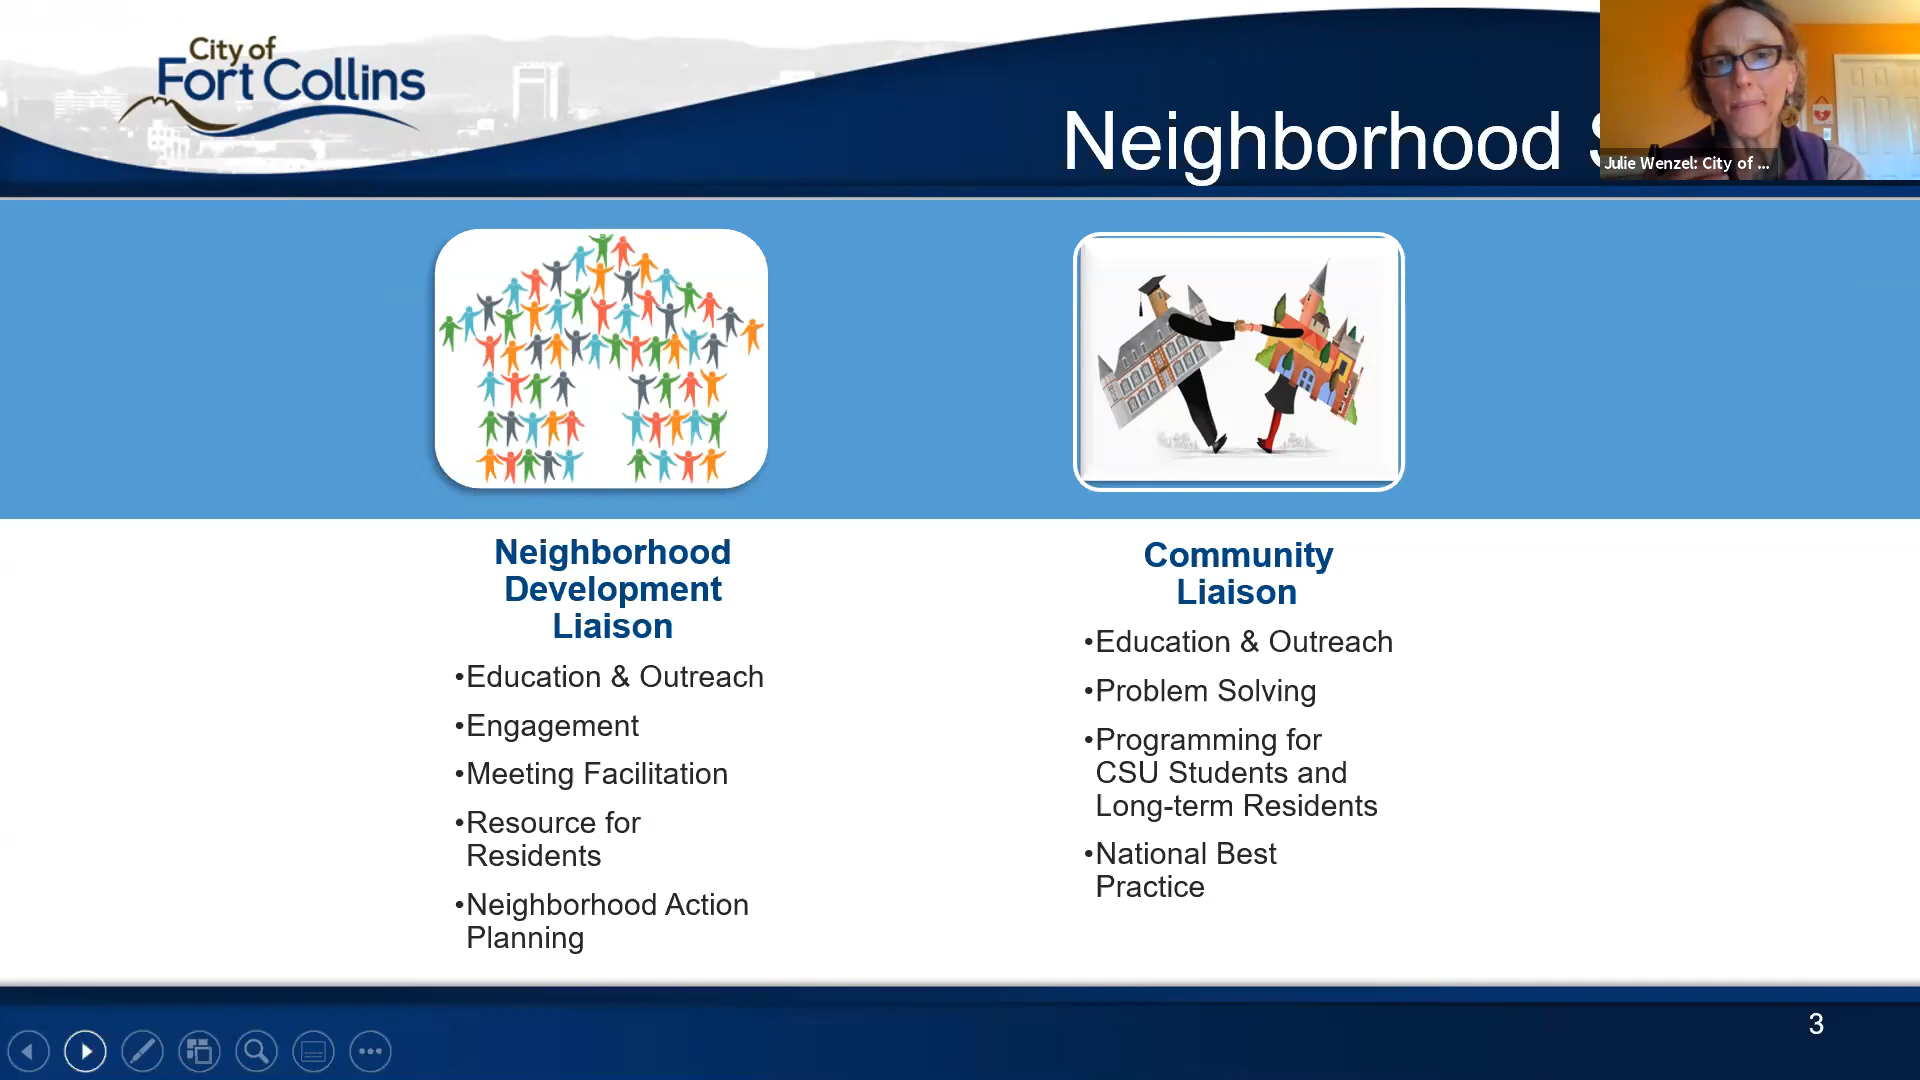 City of
Fort Collins
Neighborhood
Julie Wenzel: City of ...
Neighborhood
Development
Liaison
•Education & Outreach
•Engagement
•Meeting Facilitation
•Resource for
Residents
•Neighborhood Action
Planning
Community
Liaison
•Education & Outreach
•Problem Solving
•Programming for
CSU Students and
Long-term Residents
•National Best
Practice
3